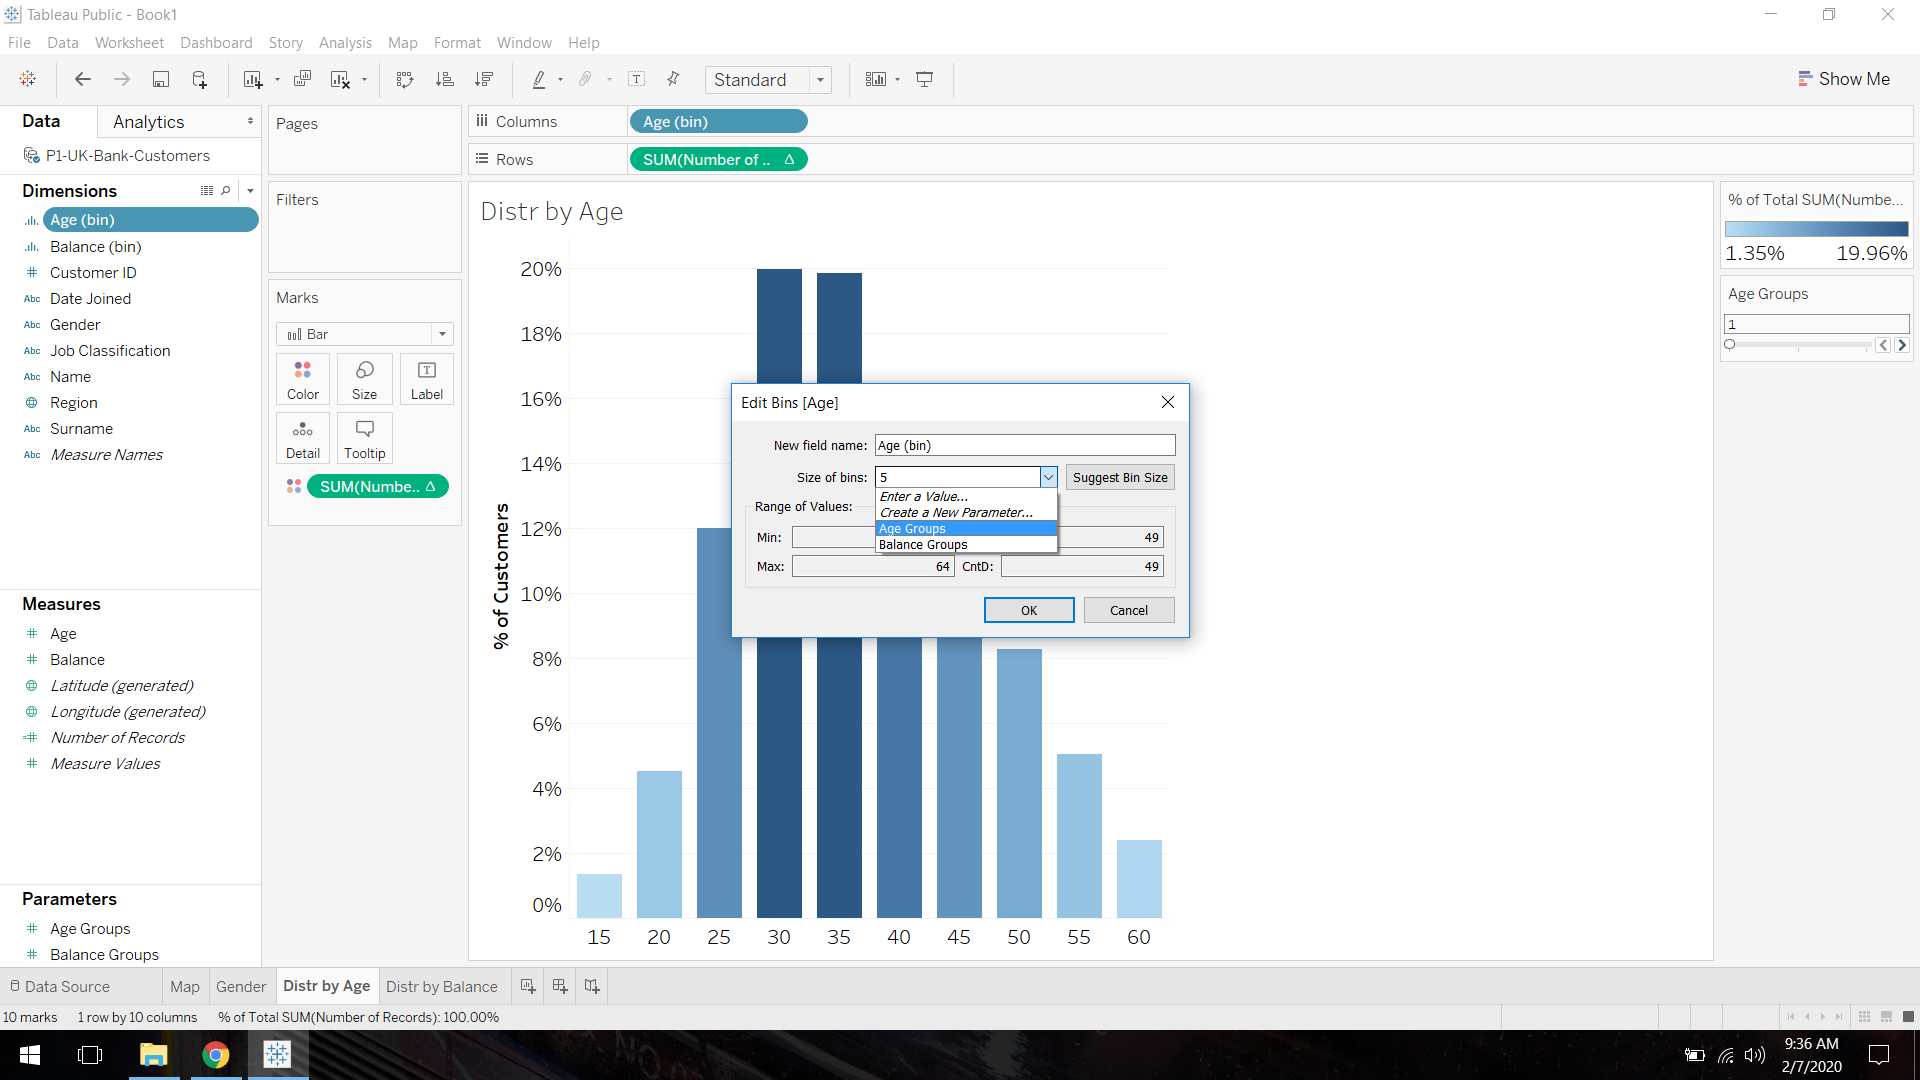 Tableau Public - Book1
File Data Worksheet Dashboard Story Analysis Map Format Window Help
Standard
Show Me
Data Analytics
P1-UK-Bank-Customers
Dimensions
Age (bin)
Balance (bin)
# Customer ID
Abc Date Joined
Abc Gender
Abc Job Classification
Abc Name
Region
Abc Surname
Abc Measure Names
Measures
# Age
# Balance
Latitude (generated)
Longitude (generated)
=# Number of Records
# Measure Values
Parameters
# Age Groups
# Balance Groups
Pages
Filters
Marks
Bar
Color Size Label
Detail Tooltip
SUM(Numbe.. Δ
Columns Age (bin)
Rows SUM(Number of .. Δ
Distr by Age
20%
18%
16%
14%
12%
10%
8%
6%
4%
2%
0%
% of Customers
15 20 25 30 35 40 45 50 55 60
Edit Bins [Age]
New field name: Age (bin)
Size of bins: 5 Suggest Bin Size
Enter a Value...
Create a New Parameter...
Age Groups
Balance Groups
Range of Values:
Min: 49
Max: 64 CntD: 49
OK Cancel
% of Total SUM(Numbe...
1.35% 19.96%
Age Groups
1
Data Source Map Gender Distr by Age Distr by Balance
10 marks 1 row by 10 columns % of Total SUM(Number of Records): 100.00%
9:36 AM
2/7/2020